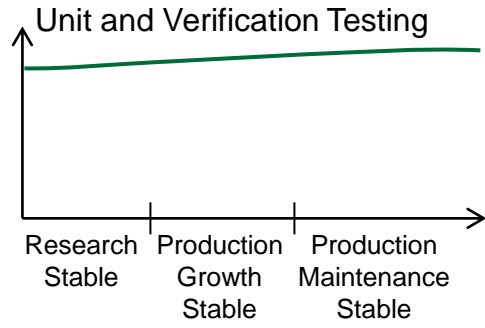 Unit and Verification Testing
Research Production Production
Stable Growth Maintenance
Stable Stable